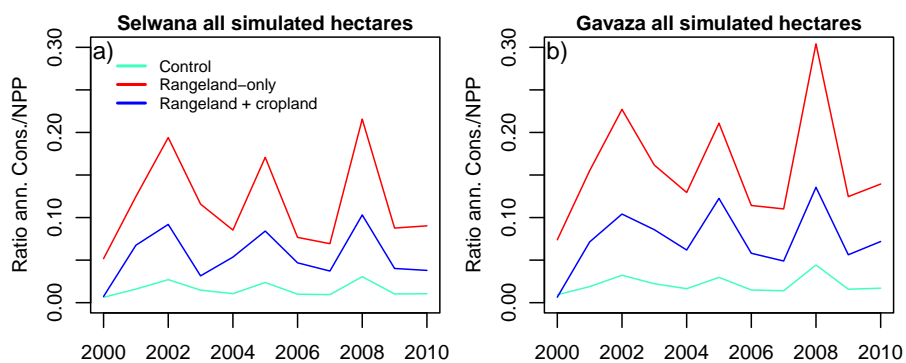 Selwana all simulated hectares
a)
Control
Rangeland−only
Rangeland + cropland
Ratio ann. Cons./NPP
0.30
0.20
0.10
0.00
2000 2002 2004 2006 2008 2010
Gavaza all simulated hectares
b)
Ratio ann. Cons./NPP
0.30
0.20
0.10
0.00
2000 2002 2004 2006 2008 2010